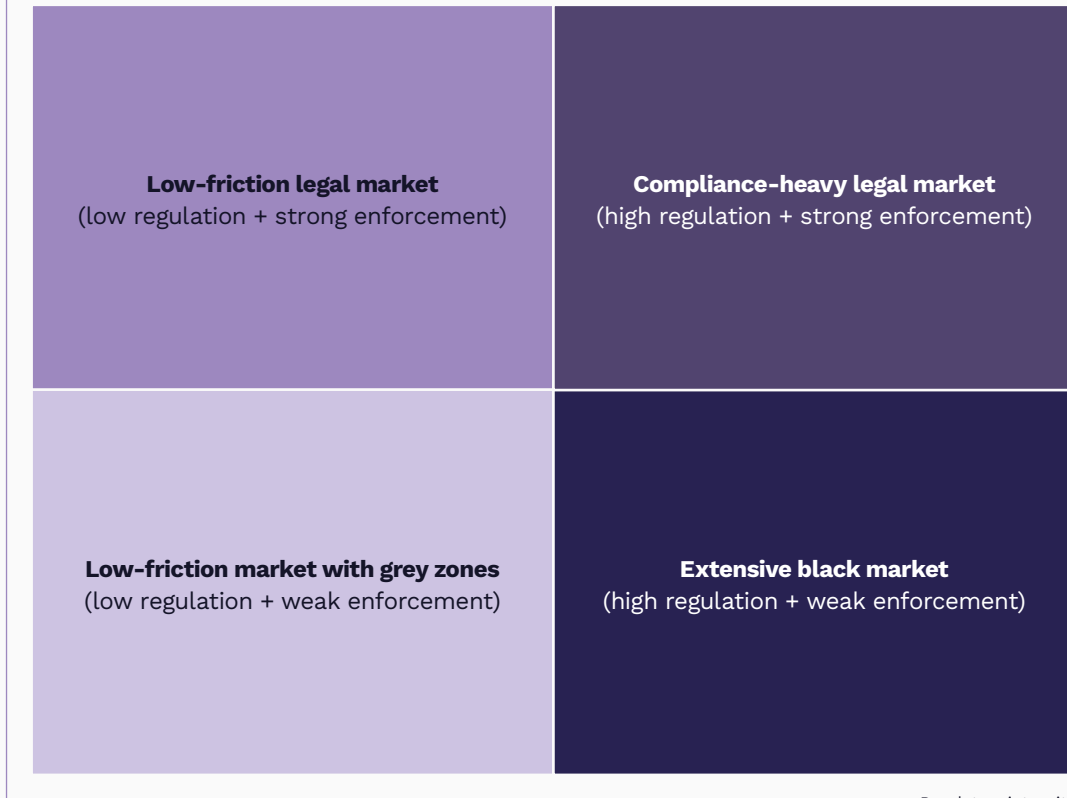 Low-friction legal market
(low regulation + strong enforcement)
Compliance-heavy legal market
(high regulation + strong enforcement)
Low-friction market with grey zones
(low regulation + weak enforcement)
Extensive black market
(high regulation + weak enforcement)